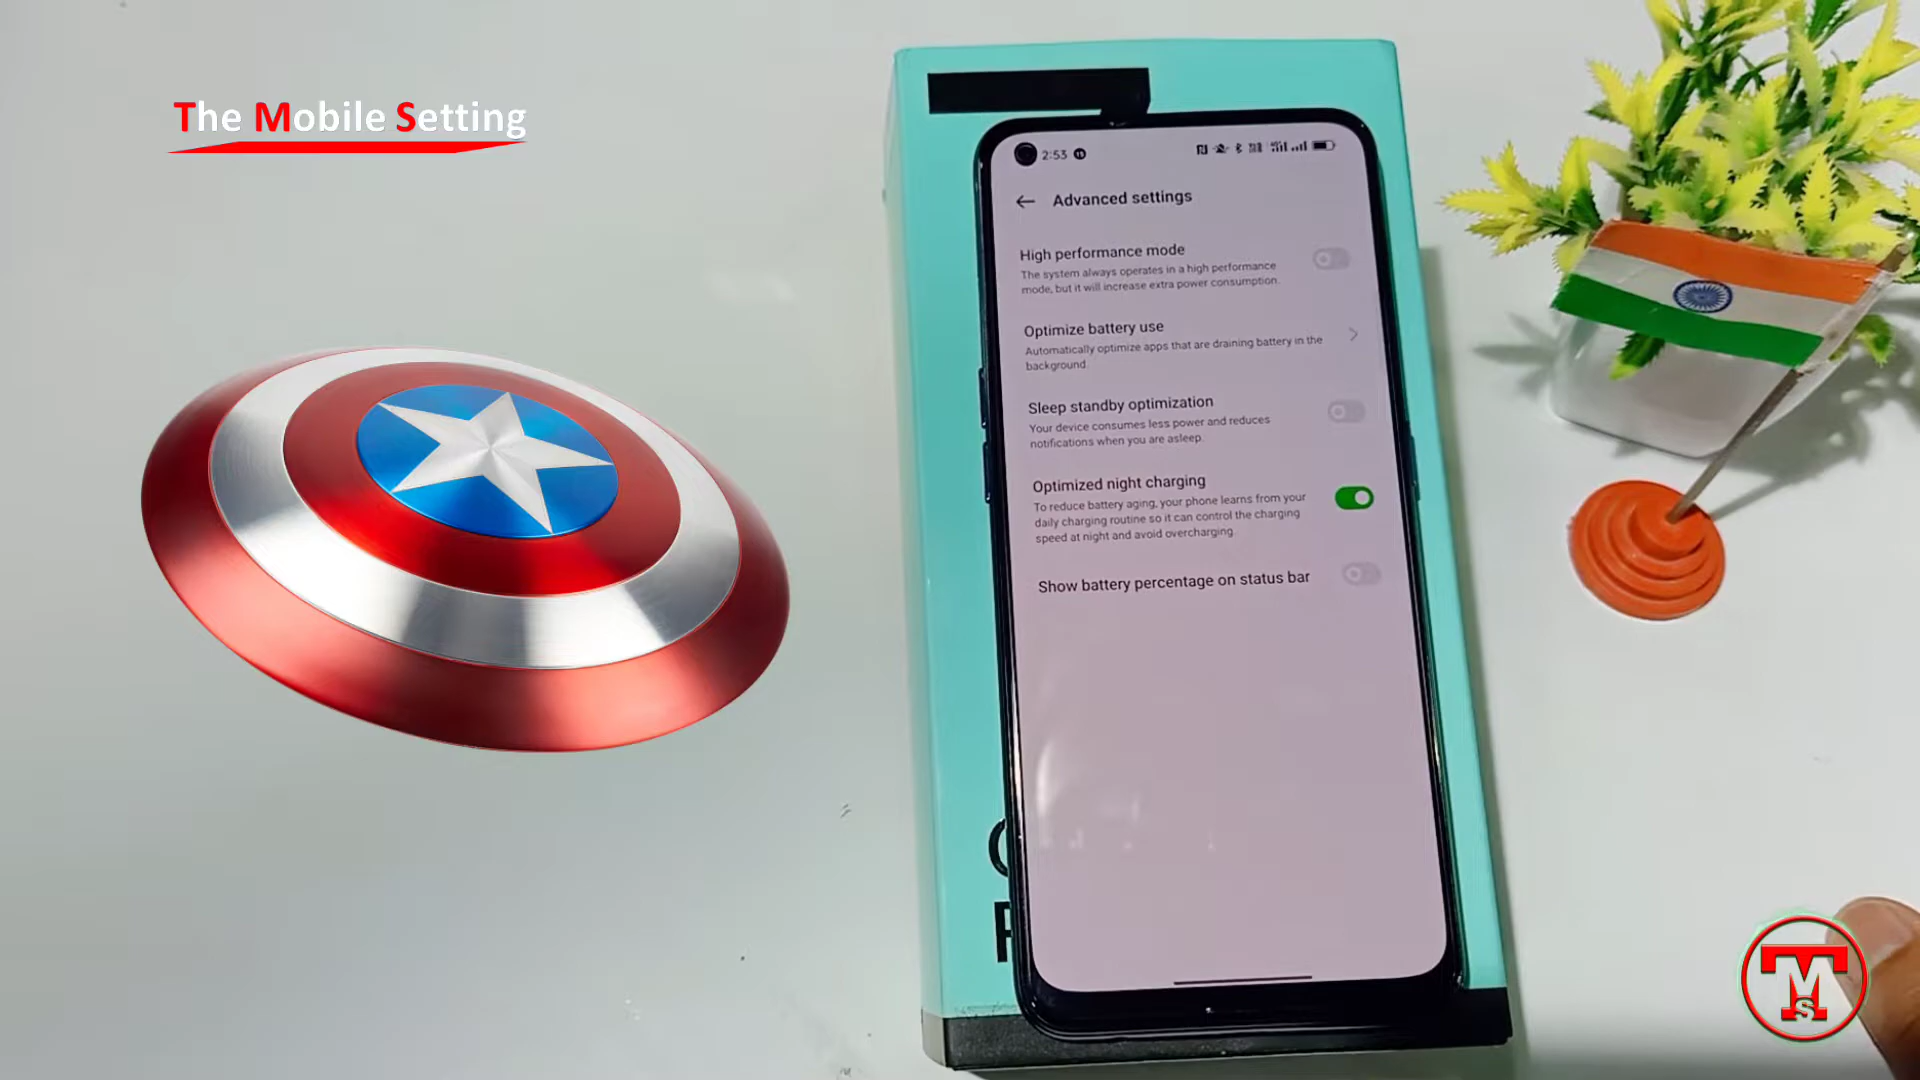 The Mobile Setting
2:53
Advanced settings
High performance mode
The system always operates in a high performance
mode, but it will increase extra power consumption.
Optimize battery use
Automatically optimize apps that are draining battery in the
background.
Sleep standby optimization
Your device consumes less power and reduces
notifications when you are asleep.
Optimized night charging
To reduce battery aging, your phone learns from your
daily charging routine so it can control the charging
speed at night and avoid overcharging.
Show battery percentage on status bar
TMS